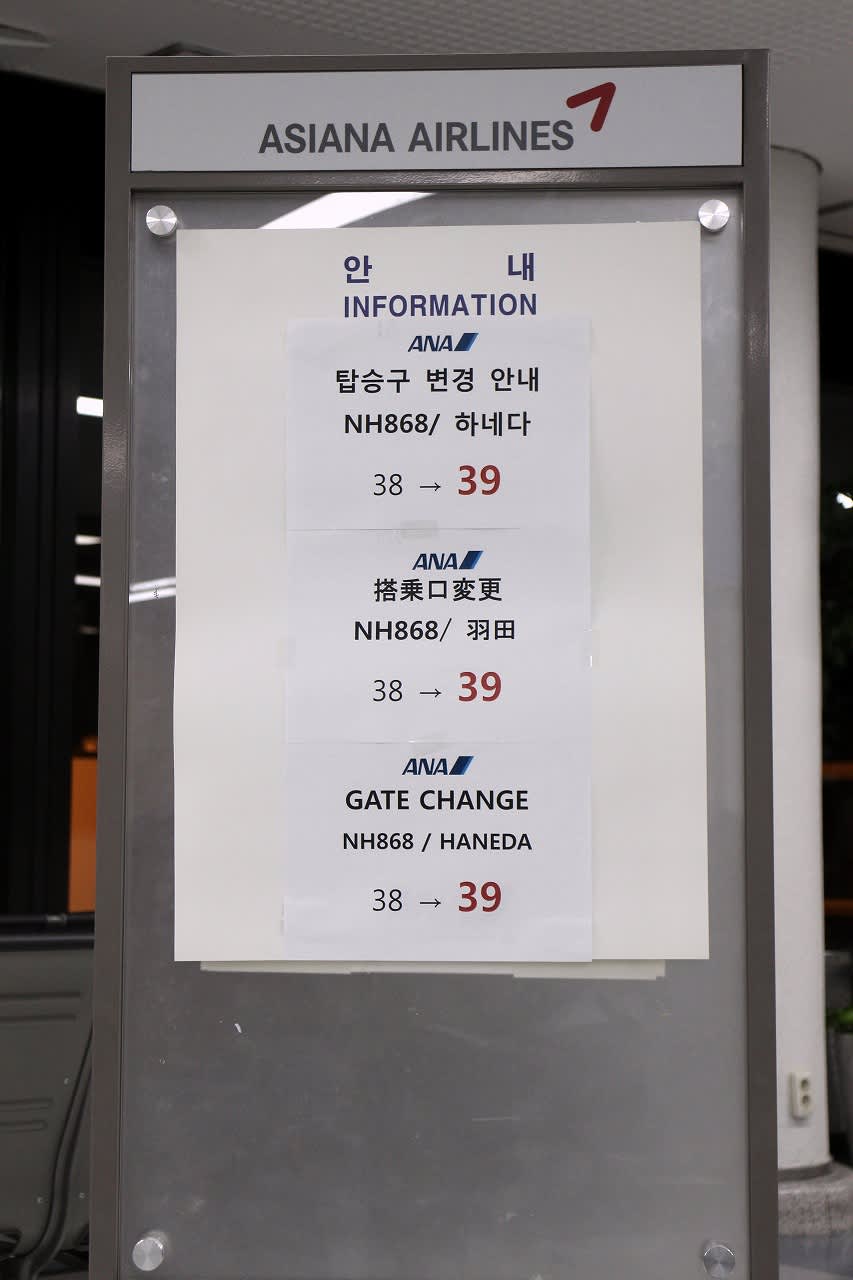 ASIANA AIRLINES
안 내
INFORMATION
ANA
탑승구 변경 안내
NH868/ 하네다
38 → 39
ANA
搭乗口変更
NH868/ 羽田
38 → 39
ANA
GATE CHANGE
NH868 / HANEDA
38 → 39